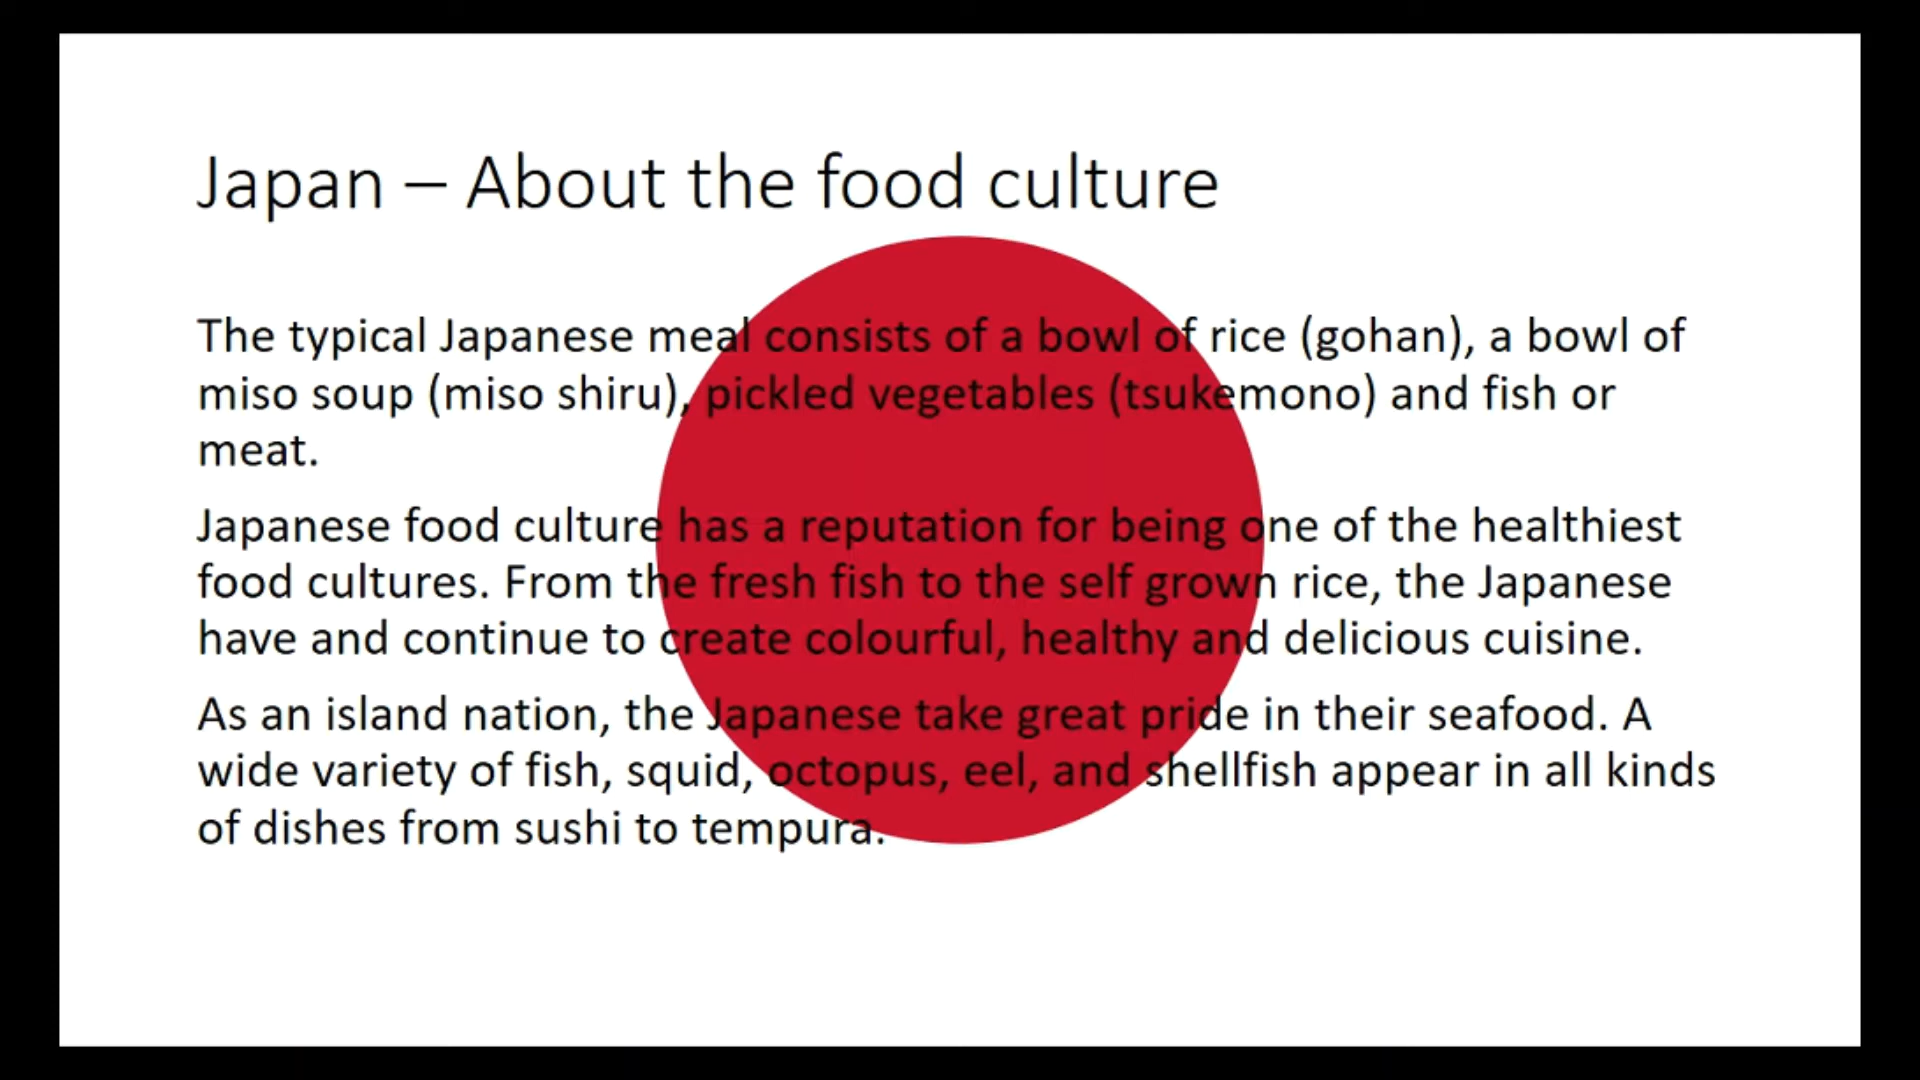 Japan – About the food culture
The typical Japanese meal consists of a bowl of rice (gohan), a bowl of
miso soup (miso shiru), pickled vegetables (tsukemono) and fish or
meat.
Japanese food culture has a reputation for being one of the healthiest
food cultures. From the fresh fish to the self grown rice, the Japanese
have and continue to create colourful, healthy and delicious cuisine.
As an island nation, the Japanese take great pride in their seafood. A
wide variety of fish, squid, octopus, eel, and shellfish appear in all kinds
of dishes from sushi to tempura.